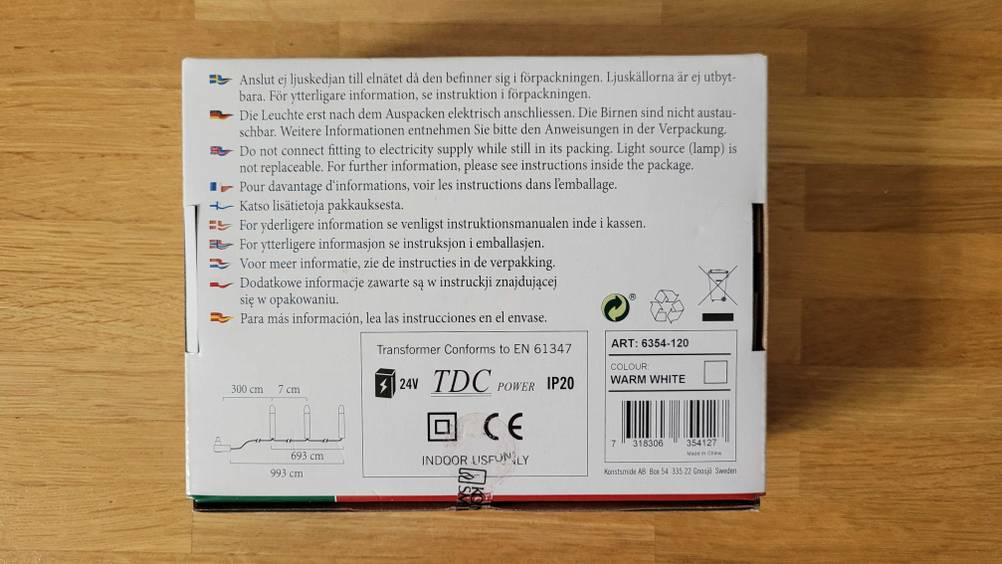 Anslut ej ljuskedjan till elnätet då den befinner sig i förpackningen. Ljuskällorna är ej utbyt-
bara. För ytterligare information, se instruktion i förpackningen.
Die Leuchte erst nach dem Auspacken elektrisch anschliessen. Die Birnen sind nicht austau-
schbar. Weitere Informationen entnehmen Sie bitte den Anweisungen in der Verpackung.
Do not connect fitting to electricity supply while still in its packing. Light source (lamp) is
not replaceable. For further information, please see instructions inside the package.
Pour davantage d'informations, voir les instructions dans l'emballage.
Katso lisätietoja pakkauksesta.
For yderligere information se venligst instruktionsmanualen inde i kassen.
For ytterligere informasjon se instruksjon i emballasjen.
Voor meer informatie, zie de instructies in de verpakking.
Dodatkowe informacje zawarte są w instruckji znajdującej
się w opakowaniu.
Para más información, lea las instrucciones en el envase.
®
300 cm 7 cm
693 cm
993 cm
Transformer Conforms to EN 61347
24V TDC POWER IP20
CE
INDOOR USE ONLY
ART: 6354-120
COLOUR:
WARM WHITE
7 318306 354127
Made in China
Konstsmide AB Box 54 335 22 Gnosjö Sweden